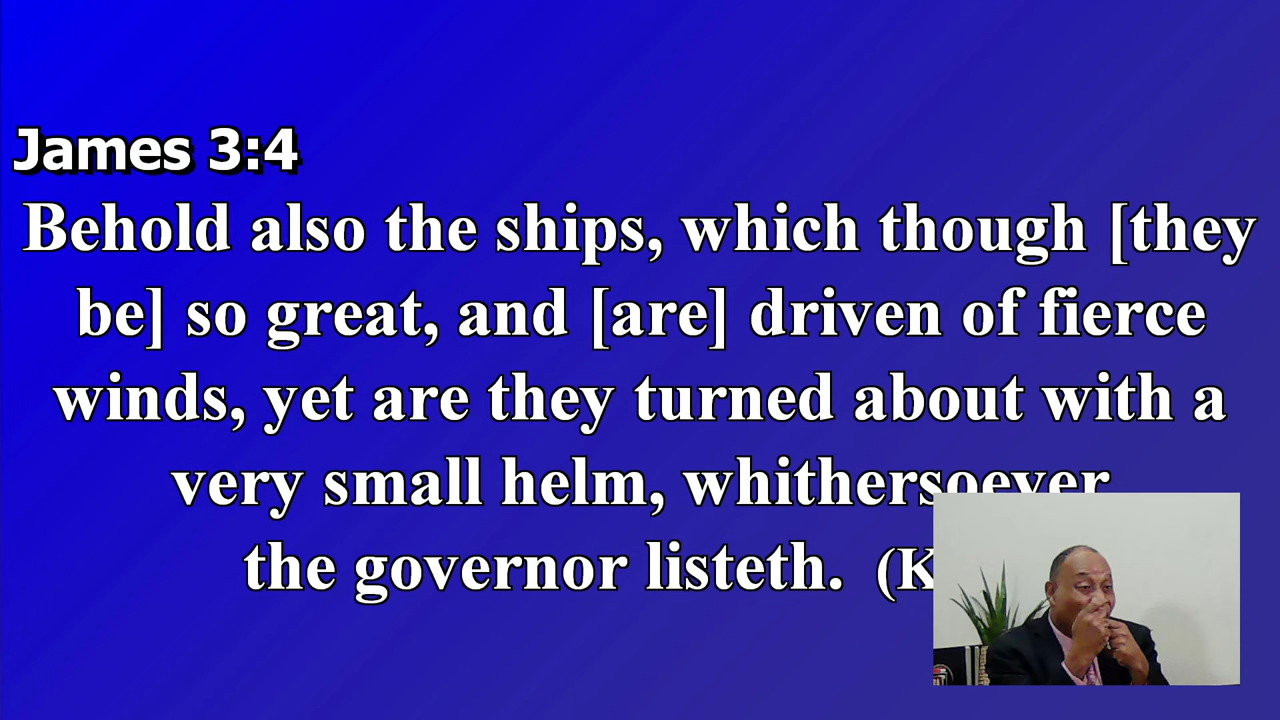 James 3:4
Behold also the ships, which though [they
be] so great, and [are] driven of fierce
winds, yet are they turned about with a
very small helm, whithersoever
the governor listeth. (K